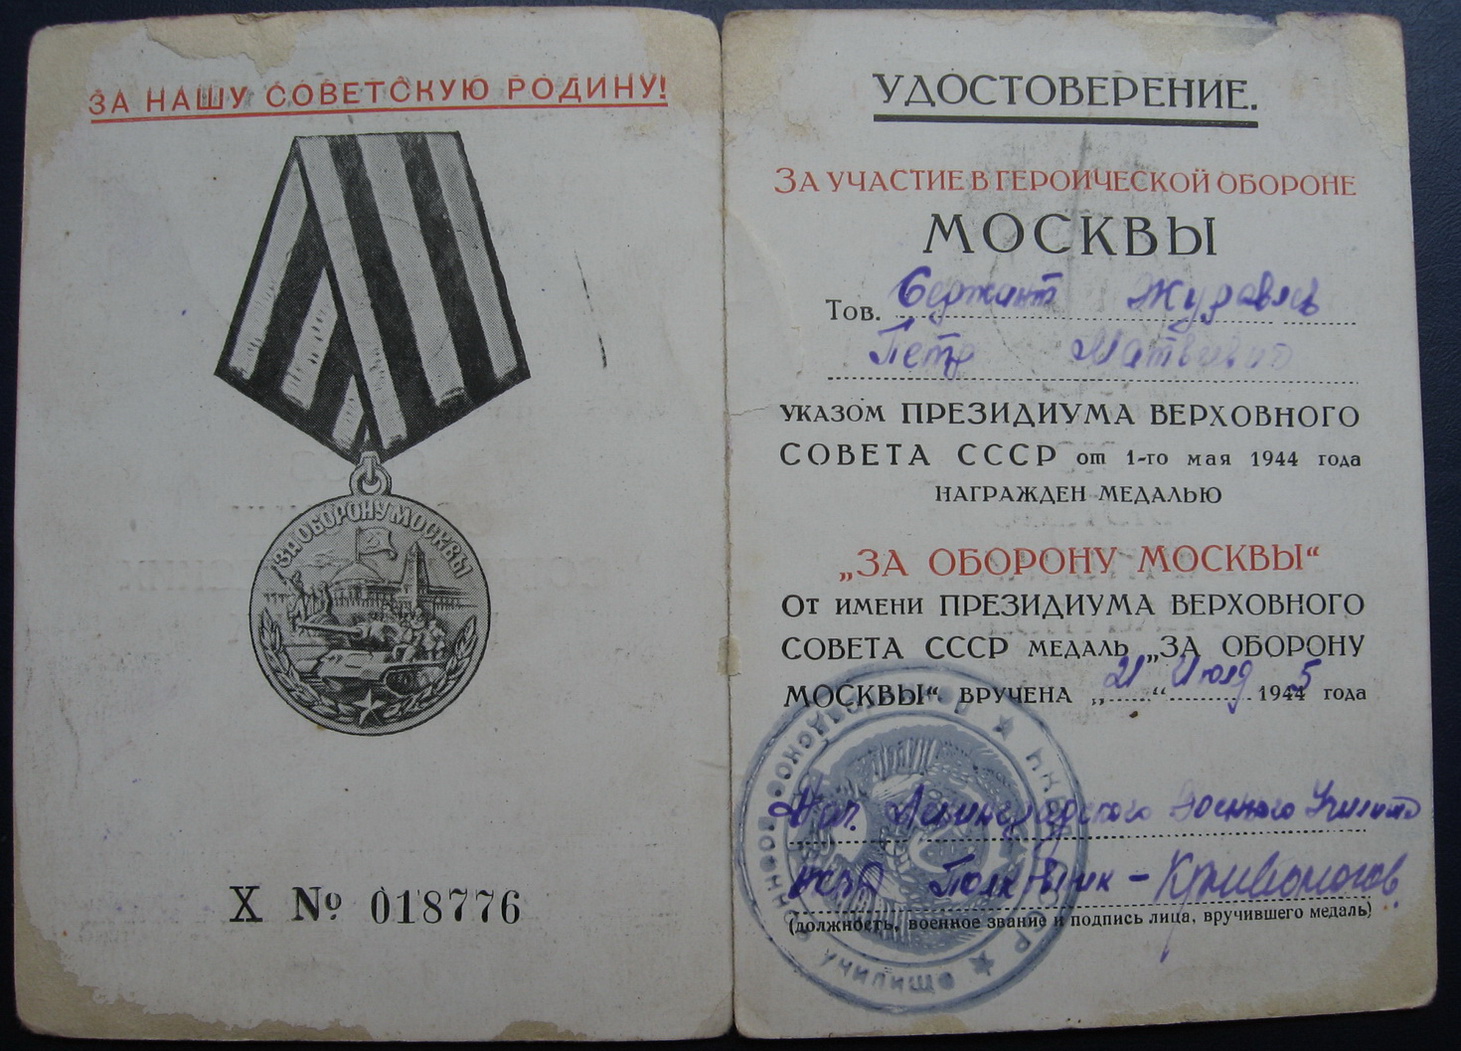 ЗА НАШУ СОВЕТСКУЮ РОДИНУ!
ЗА ОБОРОНУ МОСКВЫ
Х № 018776
УДОСТОВЕРЕНИЕ.
ЗА УЧАСТИЕ В ГЕРОИЧЕСКОЙ ОБОРОНЕ
МОСКВЫ
Тов. Сержант Журавлев
Петр Матвеевич
УКАЗОМ ПРЕЗИДИУМА ВЕРХОВНОГО
СОВЕТА СССР от 1-го мая 1944 года
НАГРАЖДЕН МЕДАЛЬЮ
„ЗА ОБОРОНУ МОСКВЫ“
ОТ ИМЕНИ ПРЕЗИДИУМА ВЕРХОВНОГО
СОВЕТА СССР МЕДАЛЬ „ЗА ОБОРОНУ
МОСКВЫ“ ВРУЧЕНА „21“ Июля 1945 года
Нач. Ленинградского Военного Училища
Полковник - Кривоногов
(должность, военное звание и подпись лица, вручившего медаль)
УЧИЛИЩЕ